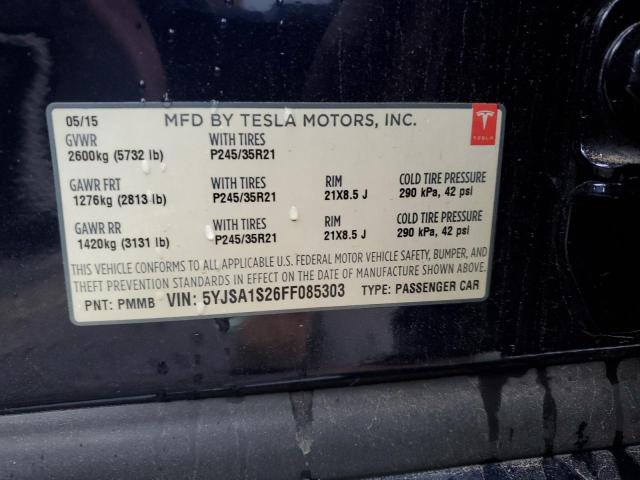 05/15 MFD BY TESLA MOTORS, INC.
GVWR WITH TIRES
2600kg (5732 lb) P245/35R21
GAWR FRT WITH TIRES RIM COLD TIRE PRESSURE
1276kg (2813 lb) P245/35R21 21X8.5 J 290 kPa, 42 psi
GAWR RR WITH TIRES RIM COLD TIRE PRESSURE
1420kg (3131 lb) P245/35R21 21X8.5 J 290 kPa, 42 psi
THIS VEHICLE CONFORMS TO ALL APPLICABLE U.S. FEDERAL MOTOR VEHICLE SAFETY, BUMPER, AND
THEFT PREVENTION STANDARDS IN EFFECT ON THE DATE OF MANUFACTURE SHOWN ABOVE.
PNT: PMMB VIN: 5YJSA1S26FF085303 TYPE: PASSENGER CAR
TESLA